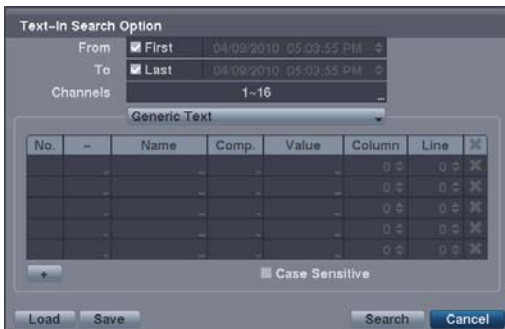 Text-In Search Option
From First 04/09/2010 05:03:55 PM
To Last 04/09/2010 05:03:55 PM
Channels 1~16
Generic Text
No. – Name Comp. Value Column Line
0 0
0 0
0 0
0 0
0 0
+ Case Sensitive
Load Save Search Cancel